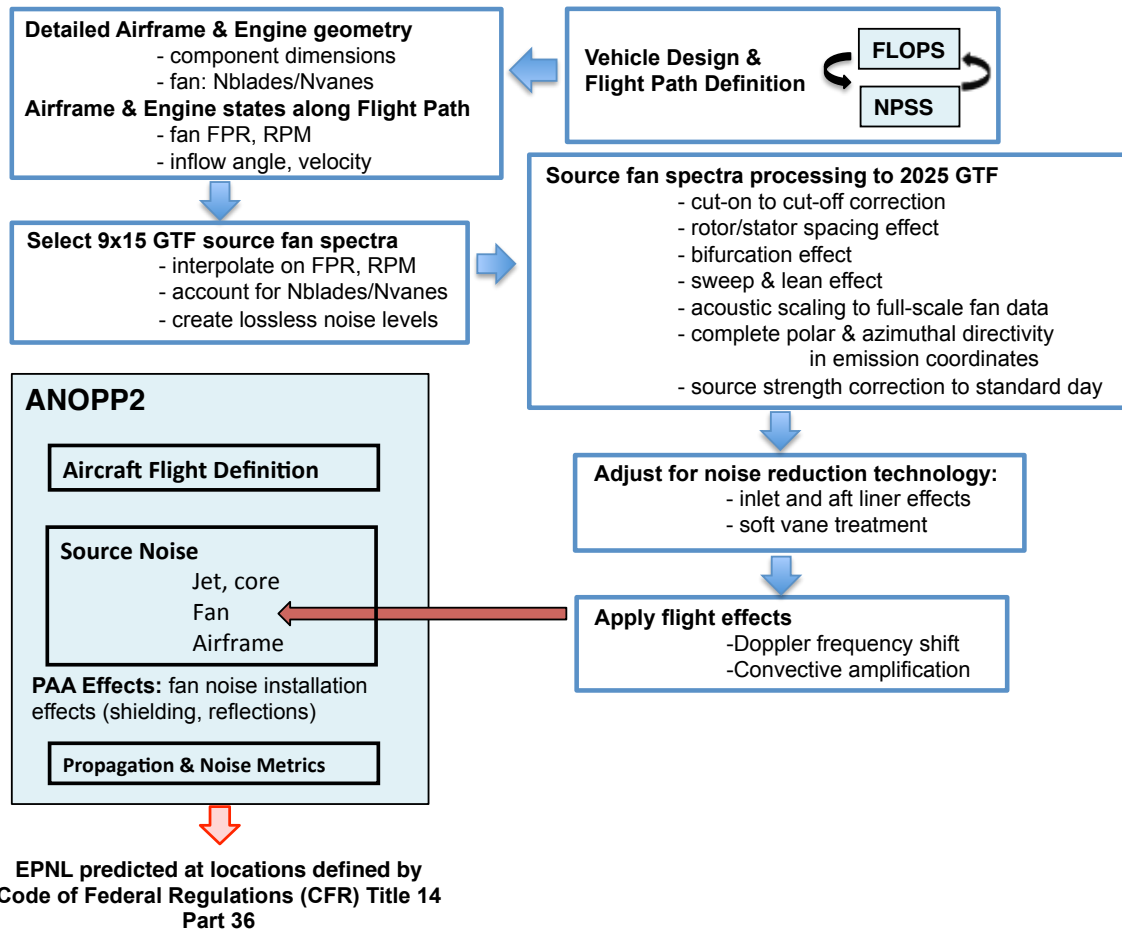 Detailed Airframe & Engine geometry
- component dimensions
- fan: Nblades/Nvanes
Airframe & Engine states along Flight Path
- fan FPR, RPM
- inflow angle, velocity
Vehicle Design &
Flight Path Definition
FLOPS
NPSS
Select 9x15 GTF source fan spectra
- interpolate on FPR, RPM
- account for Nblades/Nvanes
- create lossless noise levels
Source fan spectra processing to 2025 GTF
- cut-on to cut-off correction
- rotor/stator spacing effect
- bifurcation effect
- sweep & lean effect
- acoustic scaling to full-scale fan data
- complete polar & azimuthal directivity
in emission coordinates
- source strength correction to standard day
Adjust for noise reduction technology:
- inlet and aft liner effects
- soft vane treatment
Apply flight effects
-Doppler frequency shift
-Convective amplification
ANOPP2
Aircraft Flight Definition
Source Noise
Jet, core
Fan
Airframe
PAA Effects: fan noise installation
effects (shielding, reflections)
Propagation & Noise Metrics
EPNL predicted at locations defined by
Code of Federal Regulations (CFR) Title 14
Part 36